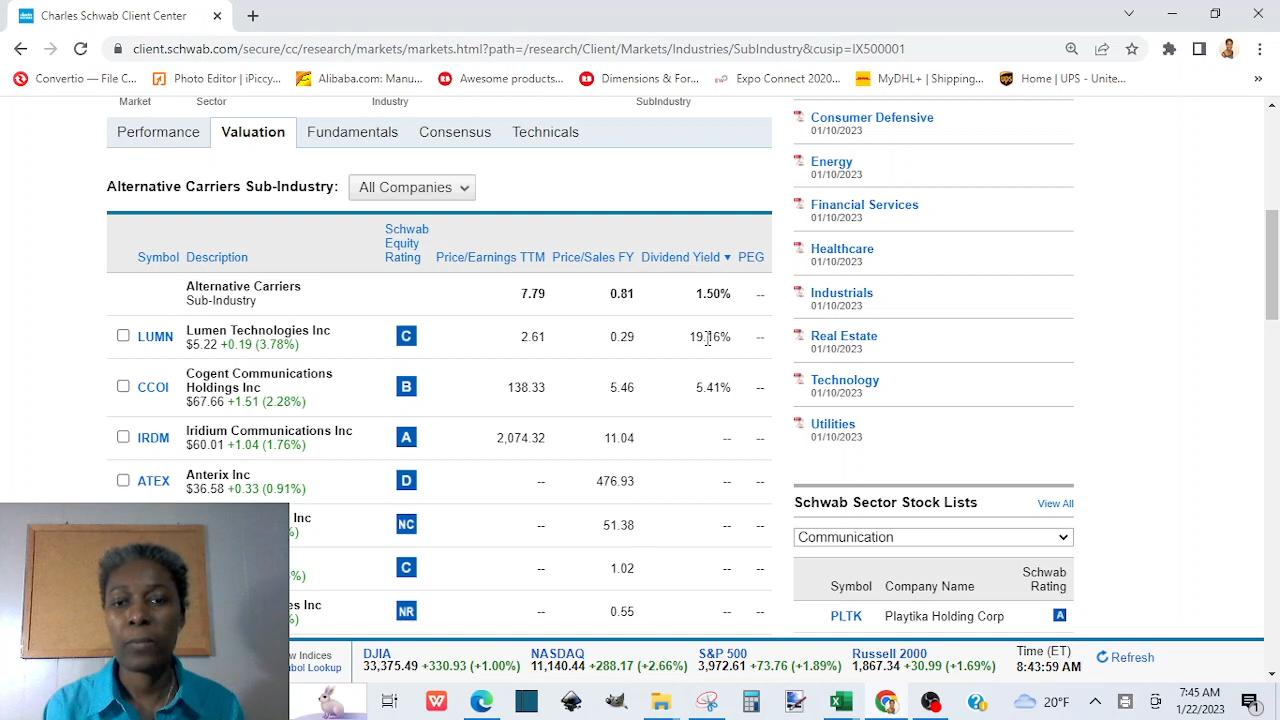 Charles Schwab
client.schwab.com/secure/cc/research/markets/markets.html?path=/research/Client/Markets/Industries/SubIndustry&cusip=IX500001
Convertio — File C... Photo Editor | iPiccy... Alibaba.com: Manu... Awesome products... Dimensions & For... Expo Connect 2020... MyDHL+ | Shipping... Home | UPS - Unite... »
Market Sector Industry SubIndustry
Performance Valuation Fundamentals Consensus Technicals
Alternative Carriers Sub-Industry: All Companies
Schwab
Equity
Symbol Description Rating Price/Earnings TTM Price/Sales FY Dividend Yield ▼ PEG
Alternative Carriers 7.79 0.81 1.50% --
Sub-Industry
LUMN Lumen Technologies Inc C 2.61 0.29 --
$5.22 +0.19 (3.78%)
CCOI Cogent Communications B 138.33 5.46 5.41% --
Holdings Inc
$67.66 +1.51 (2.28%)
IRDM Iridium Communications Inc A 2,074.32 11.04 -- --
$60.01 +1.04 (1.76%)
ATEX Anterix Inc D -- 476.93 -- --
$36.58 +0.33 (0.91%)
Inc NC -- 51.38 -- --
%)
C -- 1.02 -- --
%)
es Inc NR -- 0.55 -- --
Consumer Defensive
01/10/2023
Energy
01/10/2023
Financial Services
01/10/2023
Healthcare
01/10/2023
Industrials
01/10/2023
Real Estate
01/10/2023
Technology
01/10/2023
Utilities
01/10/2023
Schwab Sector Stock Lists View All
Communication
Schwab
Symbol Company Name Rating
PLTK Playtika Holding Corp A
Indices DJIA NASDAQ S&P 500 Russell 2000 Time (ET)
Lookup 33,375.49 +330.93 (+1.00%) 11,140.44 +288.17 (+2.66%) 3,972.61 +73.76 (+1.89%) 1,867.34 +30.99 (+1.69%) 8:43:59 AM Refresh
20°F 7:45 AM
1/22/2023